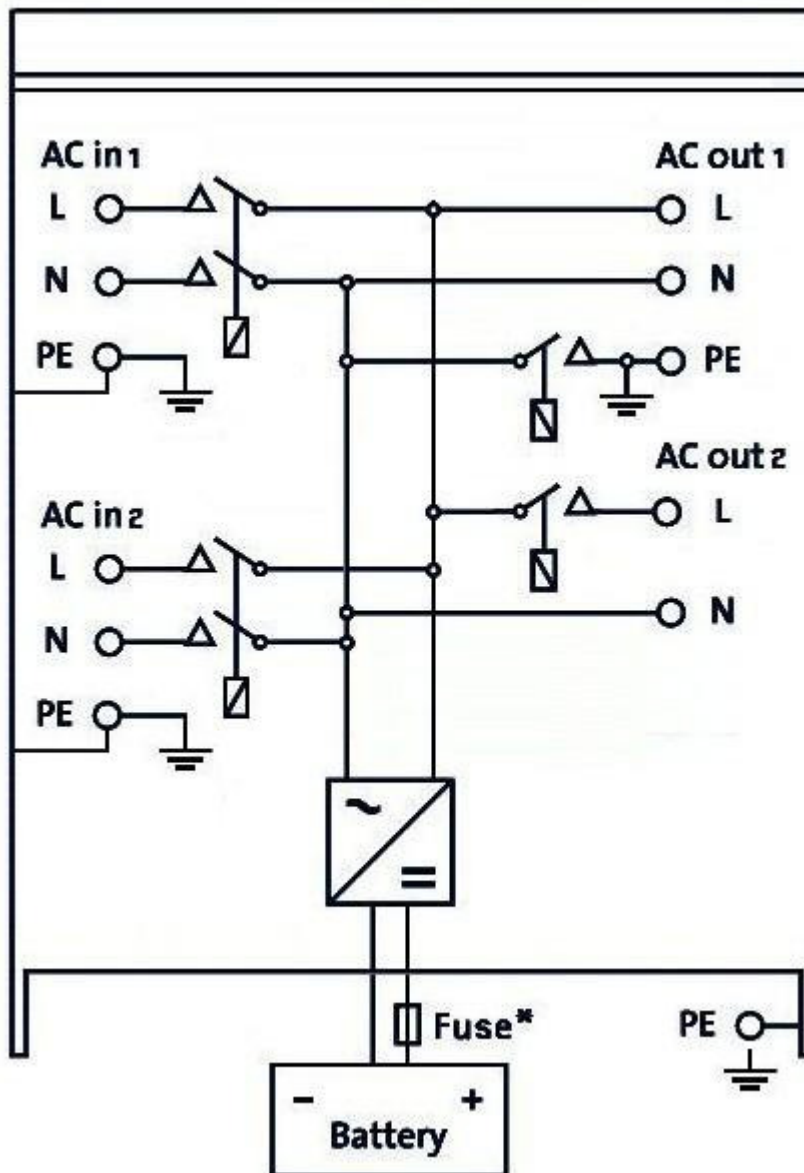 AC in 1
AC out 1
L
L
N
N
PE
PE
AC out 2
AC in 2
L
L
N
N
PE
~
=
Fuse*
PE
- +
Battery